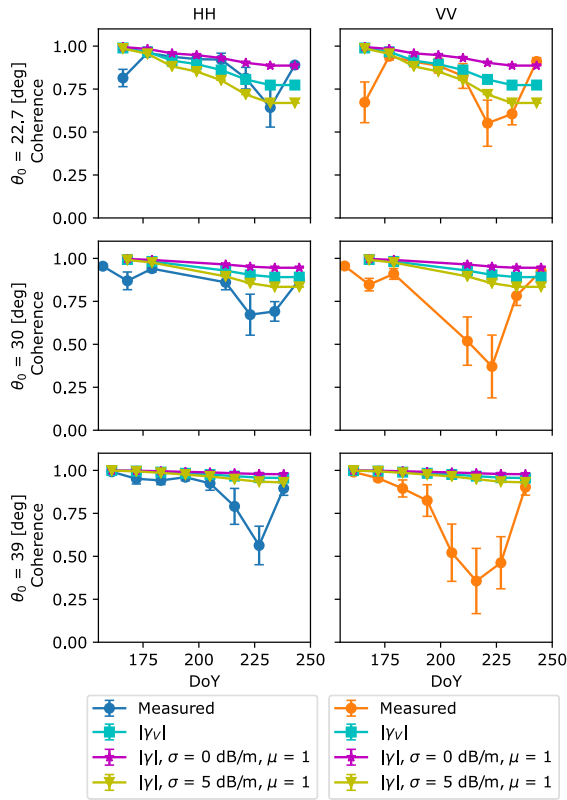 HH
VV
θ₀ = 22.7 [deg]
Coherence
1.00
0.75
0.50
0.25
0.00
θ₀ = 30 [deg]
Coherence
1.00
0.75
0.50
0.25
0.00
θ₀ = 39 [deg]
Coherence
1.00
0.75
0.50
0.25
0.00
175 200 225 250
175 200 225 250
DoY
DoY
Measured
|γᵥ|
|γ|, σ = 0 dB/m, μ = 1
|γ|, σ = 5 dB/m, μ = 1
Measured
|γᵥ|
|γ|, σ = 0 dB/m, μ = 1
|γ|, σ = 5 dB/m, μ = 1